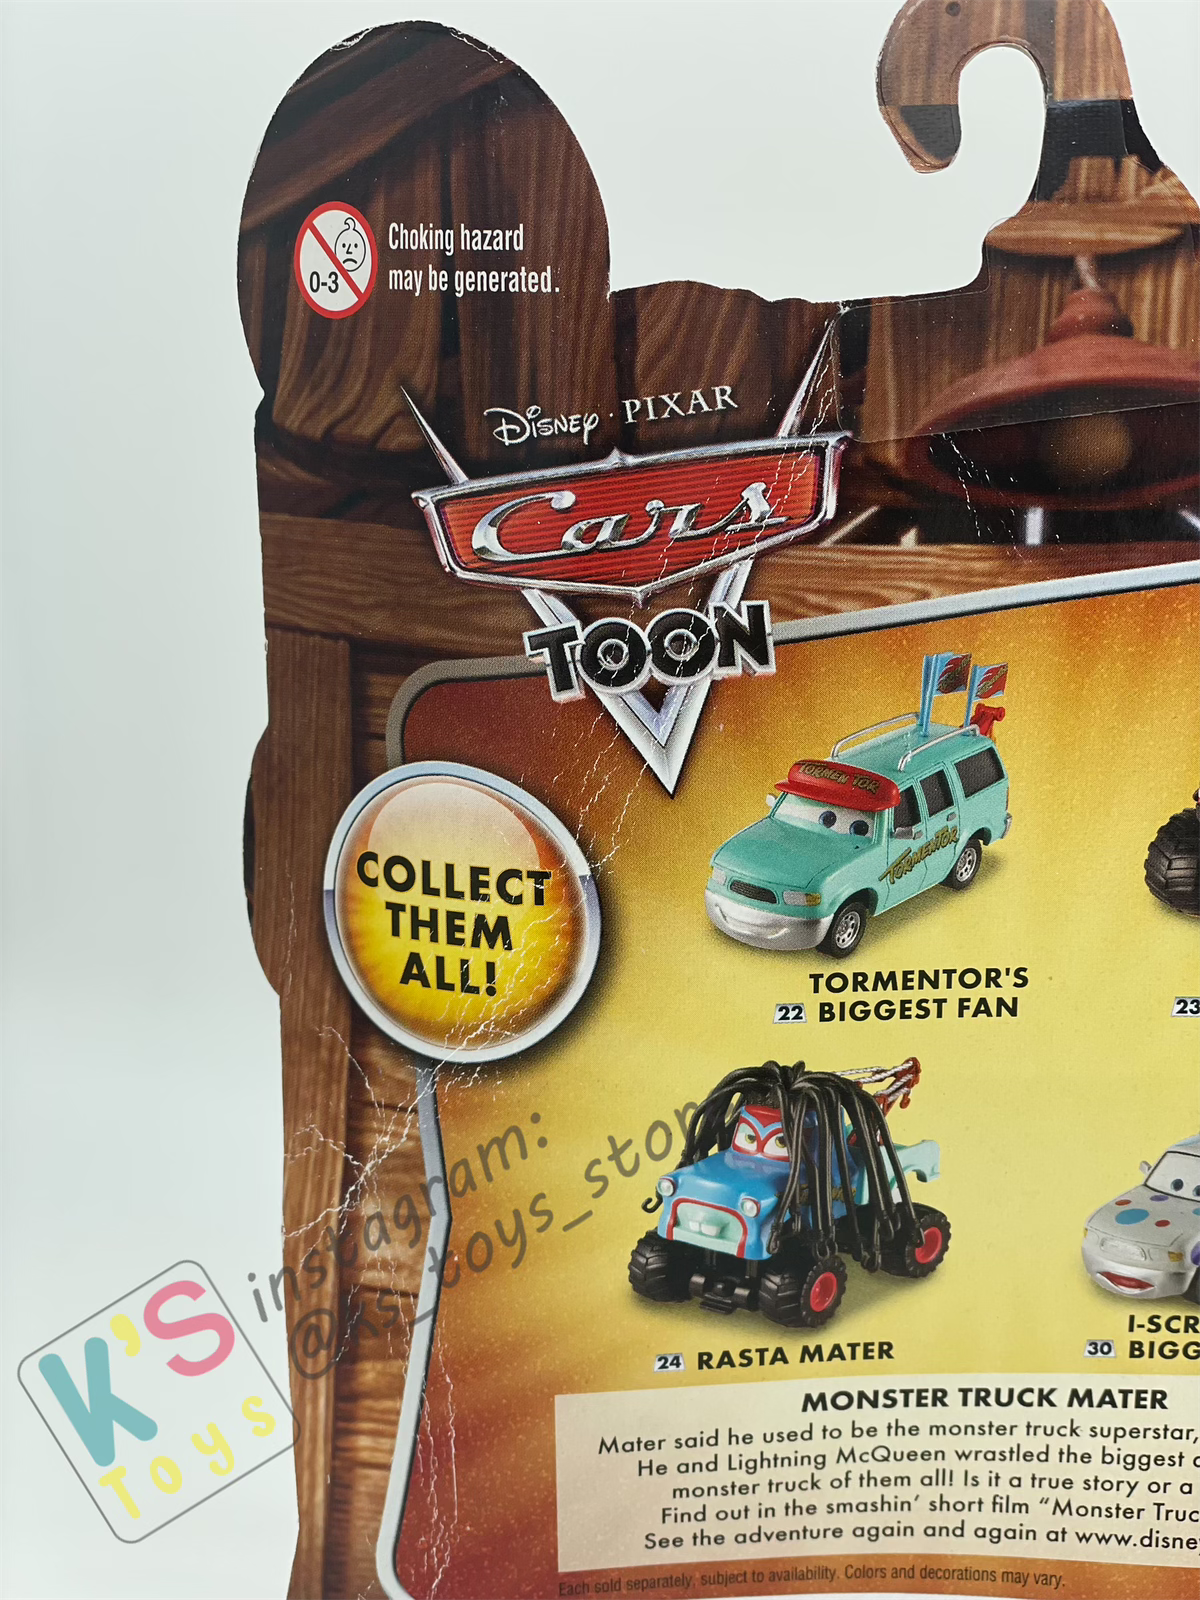 0-3
Choking hazard
may be generated.
Disney · PIXAR
Cars
TOON
TORMENTOR
TORMENTOR
COLLECT
THEM
ALL!
TORMENTOR'S
22 BIGGEST FAN
23
instagram:
@ks_toys_story
24 RASTA MATER
I-SCR
30 BIGG
K'S
Toys
MONSTER TRUCK MATER
Mater said he used to be the monster truck superstar,
He and Lightning McQueen wrastled the biggest
monster truck of them all! Is it a true story or a
Find out in the smashin' short film “Monster Truc
See the adventure again and again at www.disney
Each sold separately, subject to availability. Colors and decorations may vary.